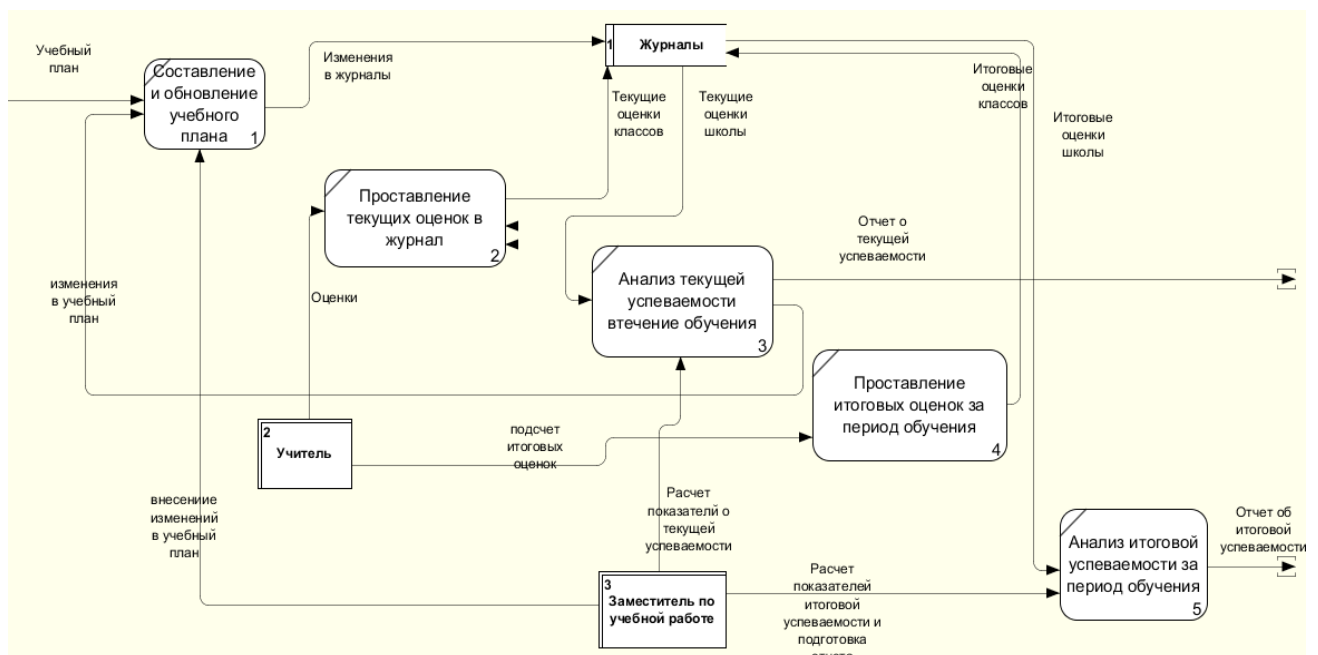 Учебный
план
Составление
и обновление
учебного
плана
1
Изменения
в журналы
1
Журналы
Текущие
оценки
классов
Текущие
оценки
школы
Итоговые
оценки
классов
Итоговые
оценки
школы
Проставление
текущих оценок в
журнал
2
Отчет о
текущей
успеваемости
Анализ текущей
успеваемости
втечение обучения
3
изменения
в учебный
план
Оценки
Проставление
итоговых оценок за
период обучения
4
2
Учитель
подсчет
итоговых
оценок
внесениие
изменений
в учебный
план
Расчет
показателй о
текущей
успеваемости
Анализ итоговой
успеваемости за
период обучения
5
Отчет об
итоговой
успеваемости
3
Заместитель по
учебной работе
Расчет
показателей
итоговой
успеваемости и
подготовка